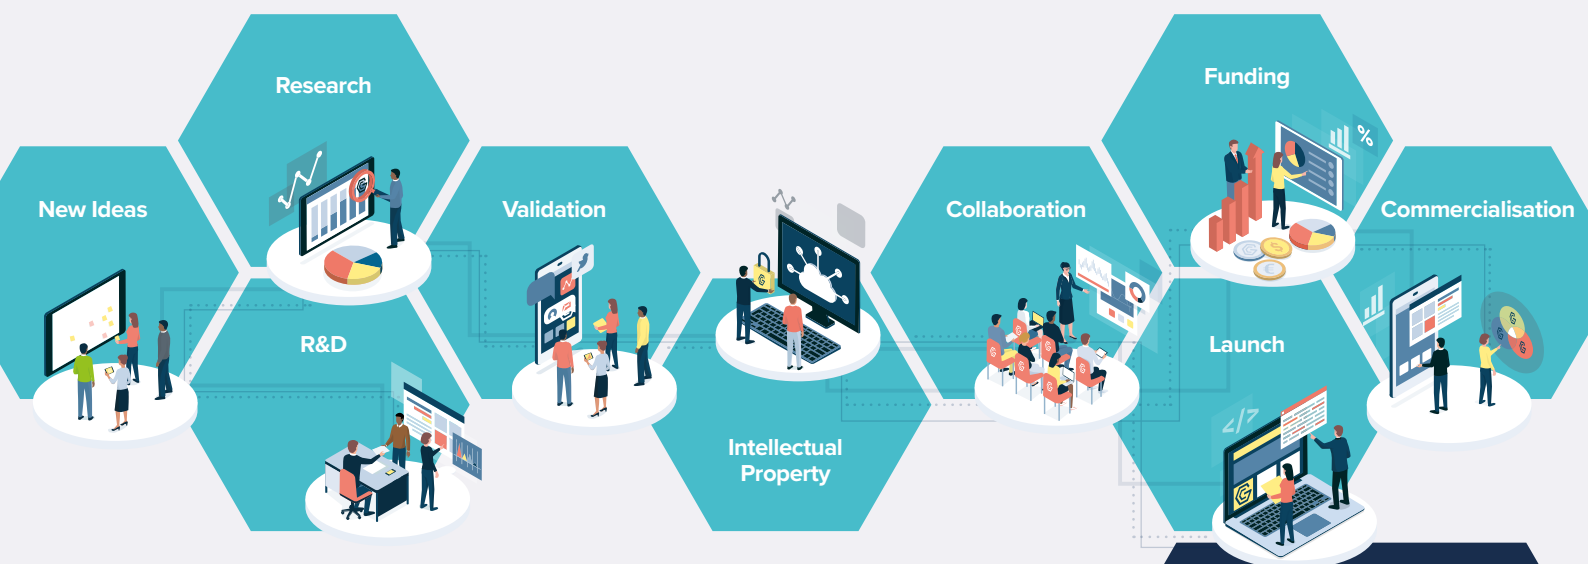 New Ideas
Research
R&D
Validation
Intellectual
Property
Collaboration
Funding
%
$
€
Launch
</>
Commercialisation